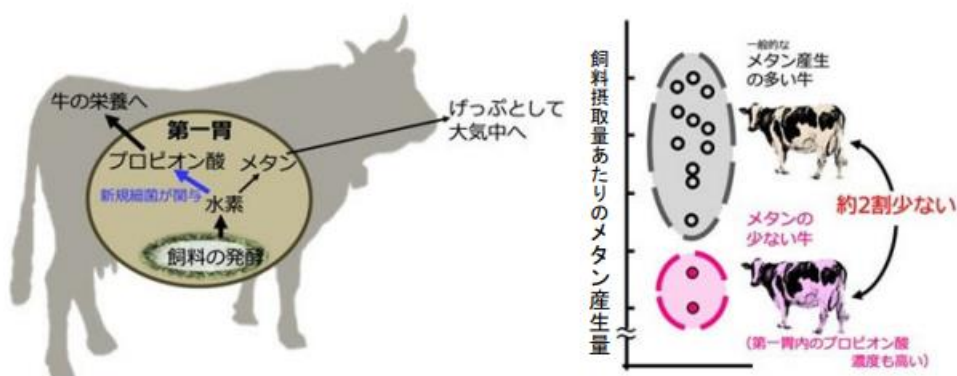 牛の栄養へ
第一胃
プロピオン酸
メタン
新規細菌が関与
水素
飼料の発酵
げっぷとして
大気中へ
飼料摂取量あたりのメタン産生量
一般的な
メタン産生
の多い牛
約2割少ない
メタンの
少ない牛
(第一胃内のプロピオン酸
濃度も高い)